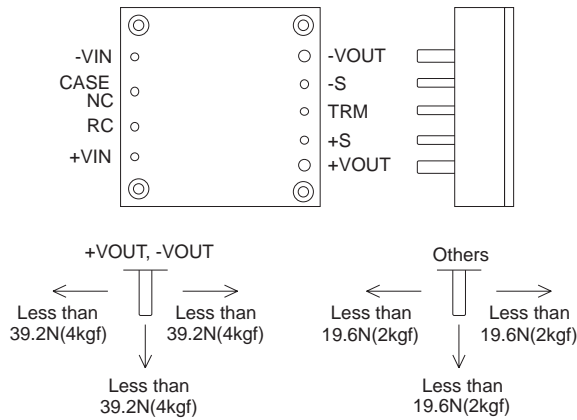 -VIN
CASE
NC
RC
+VIN
-VOUT
-S
TRM
+S
+VOUT
+VOUT, -VOUT
Less than
39.2N(4kgf)
Less than
39.2N(4kgf)
Less than
39.2N(4kgf)
Others
Less than
19.6N(2kgf)
Less than
19.6N(2kgf)
Less than
19.6N(2kgf)